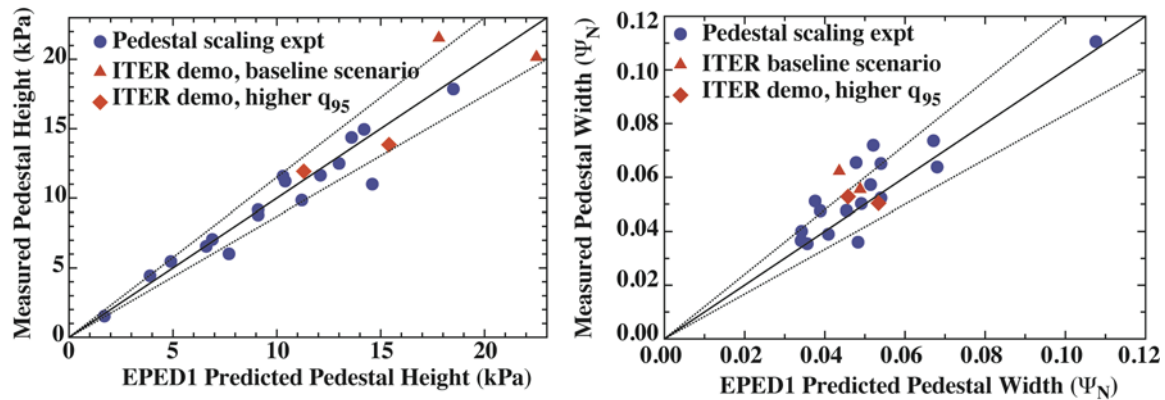 Measured Pedestal Height (kPa)
20
15
10
5
0
Pedestal scaling expt
ITER demo, baseline scenario
ITER demo, higher q95
0 5 10 15 20
EPED1 Predicted Pedestal Height (kPa)
Measured Pedestal Width (ΨN)
0.12
0.10
0.08
0.06
0.04
0.02
0.00
Pedestal scaling expt
ITER baseline scenario
ITER demo, higher q95
0.00 0.02 0.04 0.06 0.08 0.10 0.12
EPED1 Predicted Pedestal Width (ΨN)